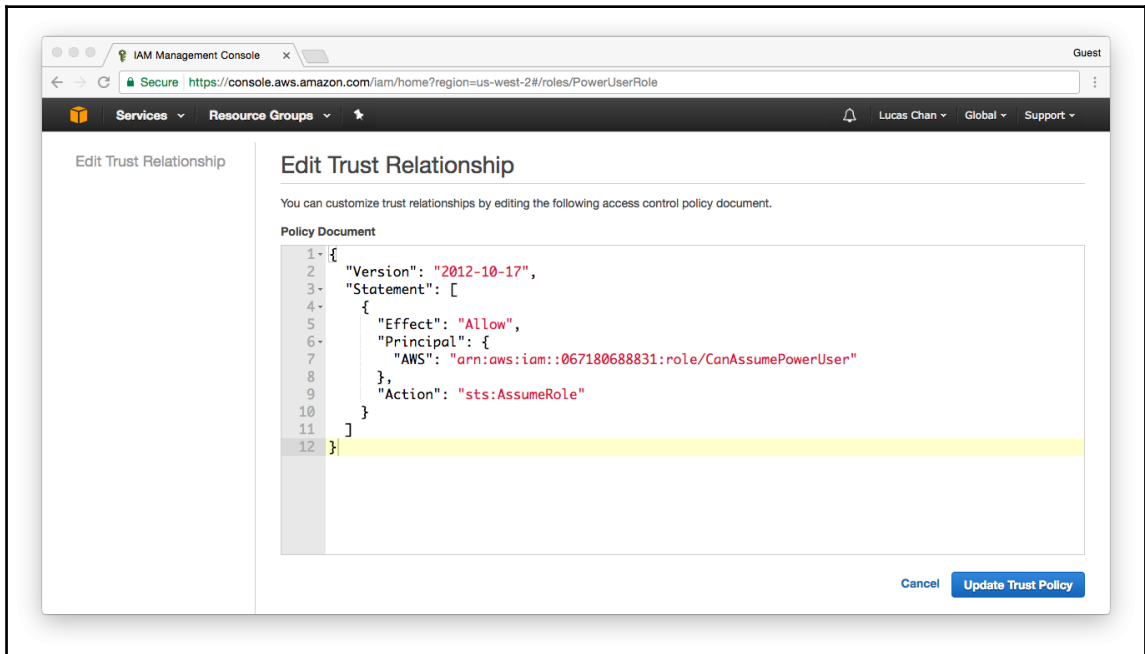 IAM Management Console
Guest
Secure https://console.aws.amazon.com/iam/home?region=us-west-2#/roles/PowerUserRole
Services Resource Groups Lucas Chan Global Support
Edit Trust Relationship
Edit Trust Relationship
You can customize trust relationships by editing the following access control policy document.
Policy Document
1 {
2 "Version": "2012-10-17",
3 "Statement": [
4 {
5 "Effect": "Allow",
6 "Principal": {
7 "AWS": "arn:aws:iam::067180688831:role/CanAssumePowerUser"
8 },
9 "Action": "sts:AssumeRole"
10 }
11 ]
12 }
Cancel Update Trust Policy